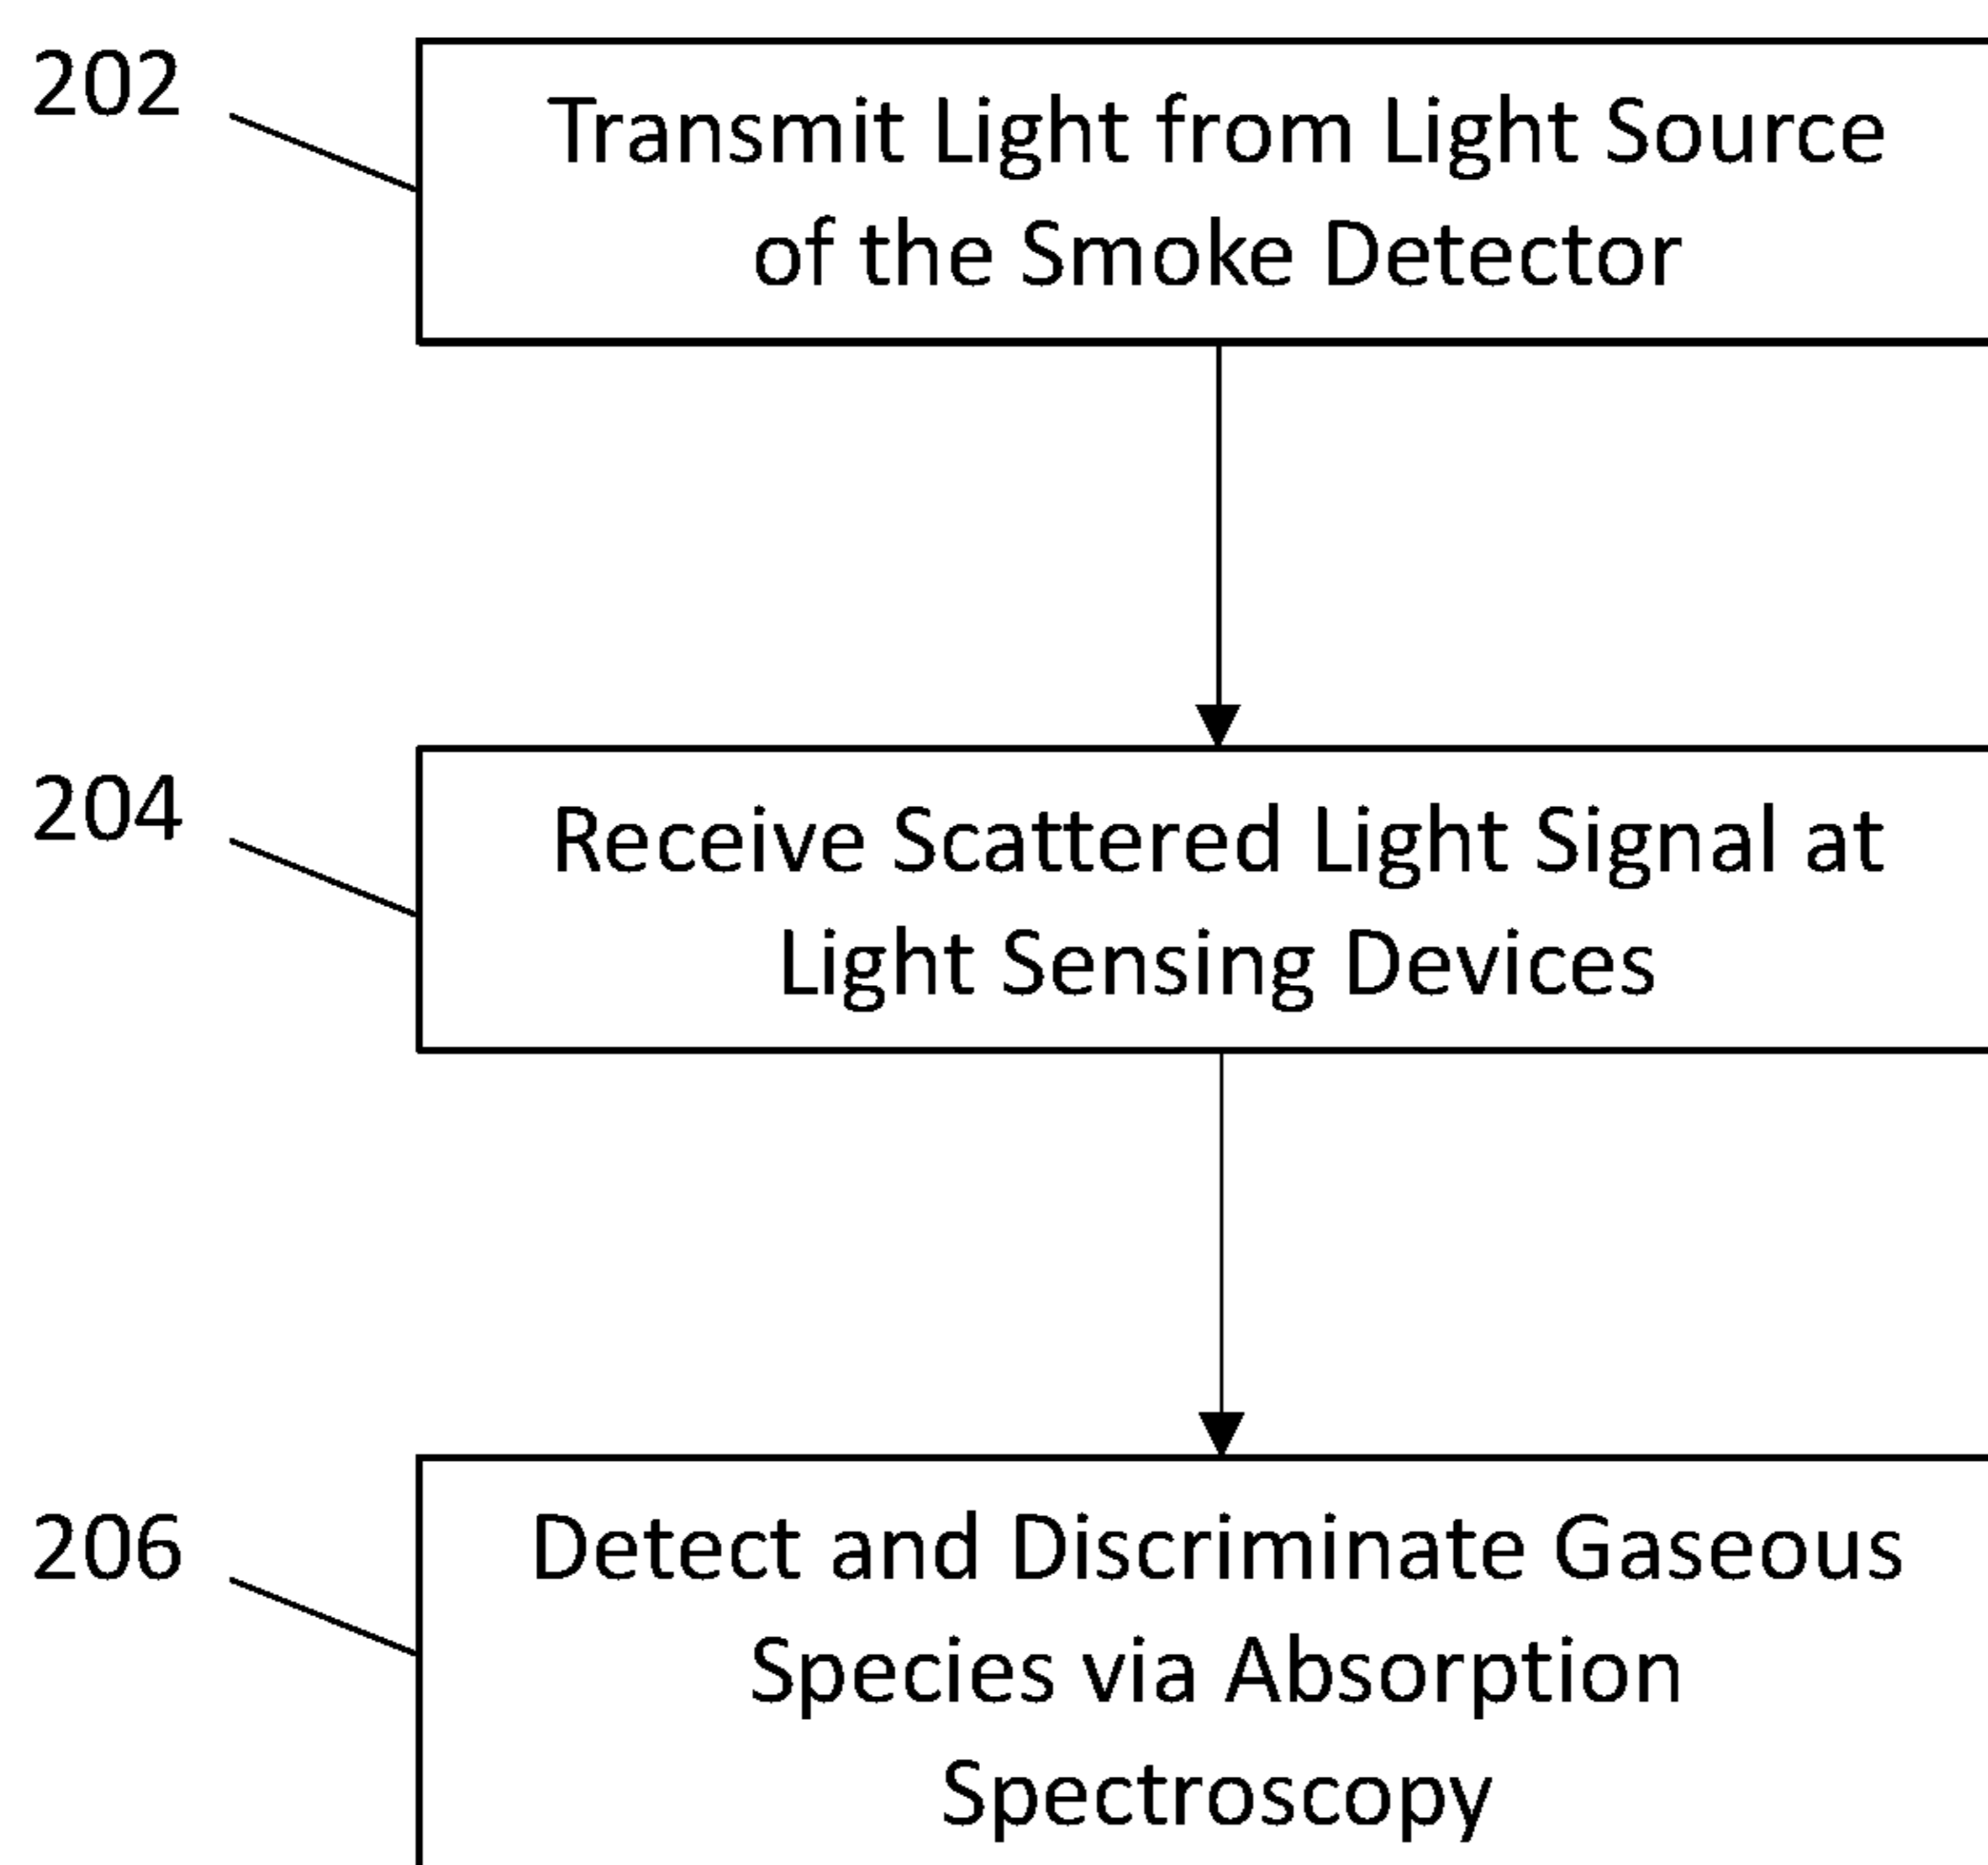 202
Transmit Light from Light Source
of the Smoke Detector
204
Receive Scattered Light Signal at
Light Sensing Devices
206
Detect and Discriminate Gaseous
Species via Absorption
Spectroscopy